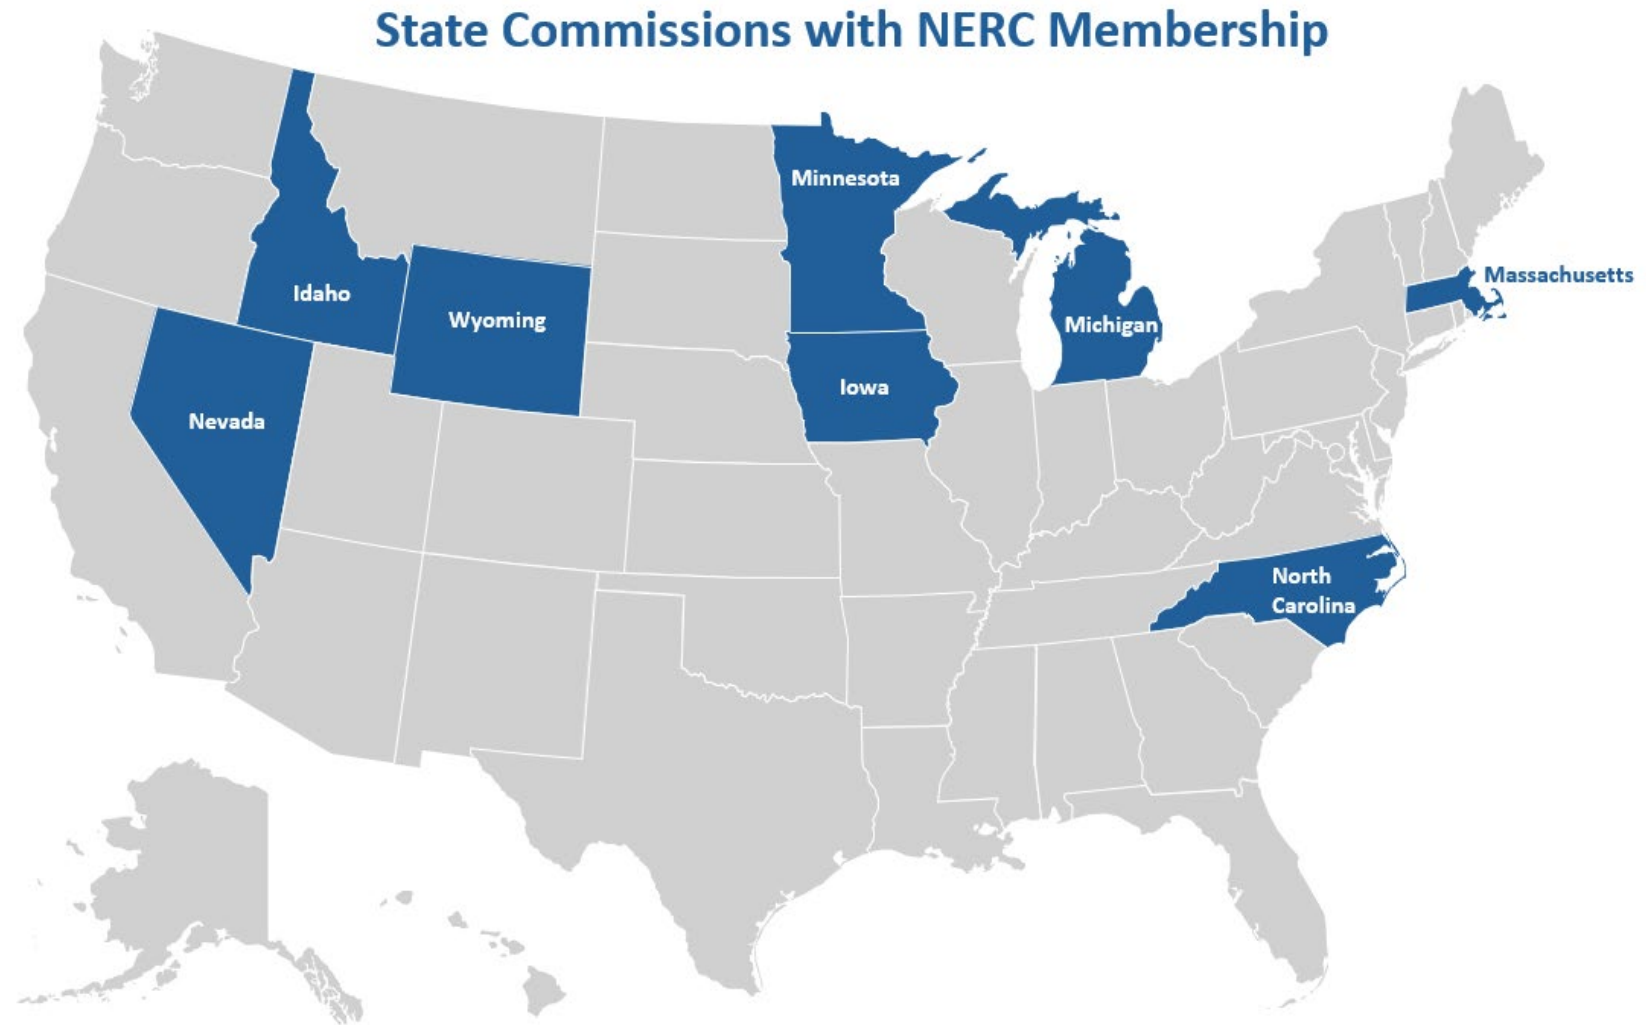 State Commissions with NERC Membership
Minnesota
Massachusetts
Idaho
Wyoming
Michigan
Iowa
Nevada
North
Carolina